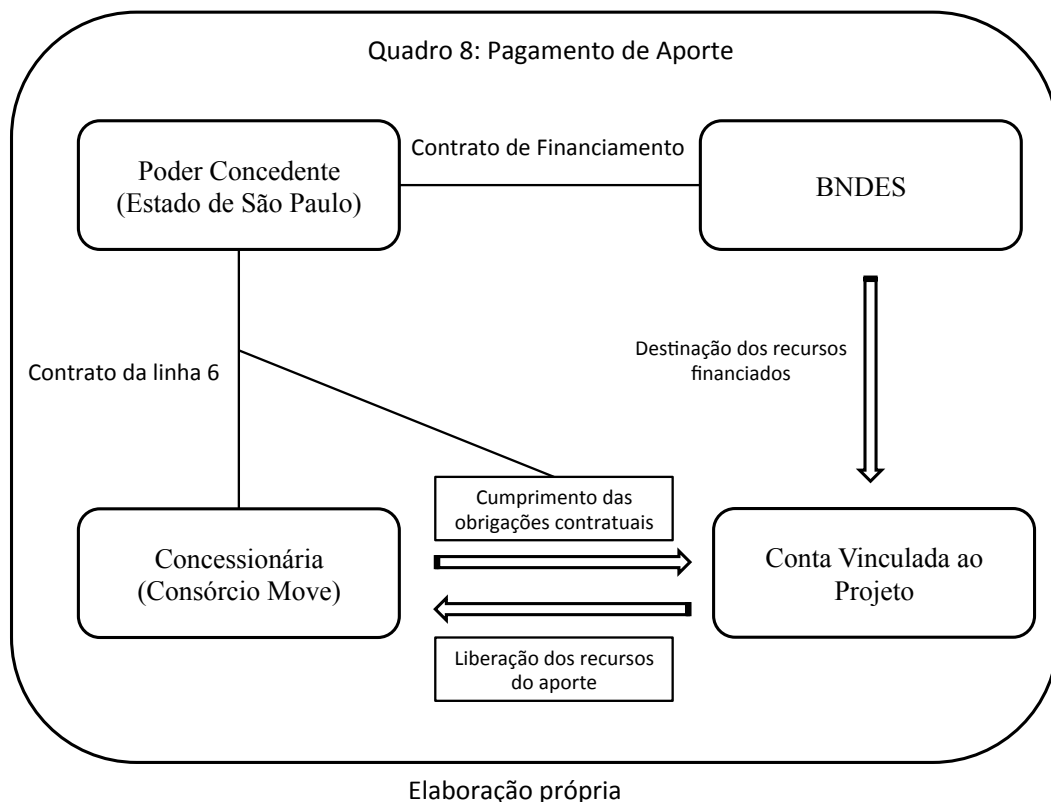 Quadro 8: Pagamento de Aporte
Contrato de Financiamento
Poder Concedente
(Estado de São Paulo)
BNDES
Destinação dos recursos
financiados
Contrato da linha 6
Cumprimento das
obrigações contratuais
Concessionária
(Consórcio Move)
Conta Vinculada ao
Projeto
Liberação dos recursos
do aporte
Elaboração própria